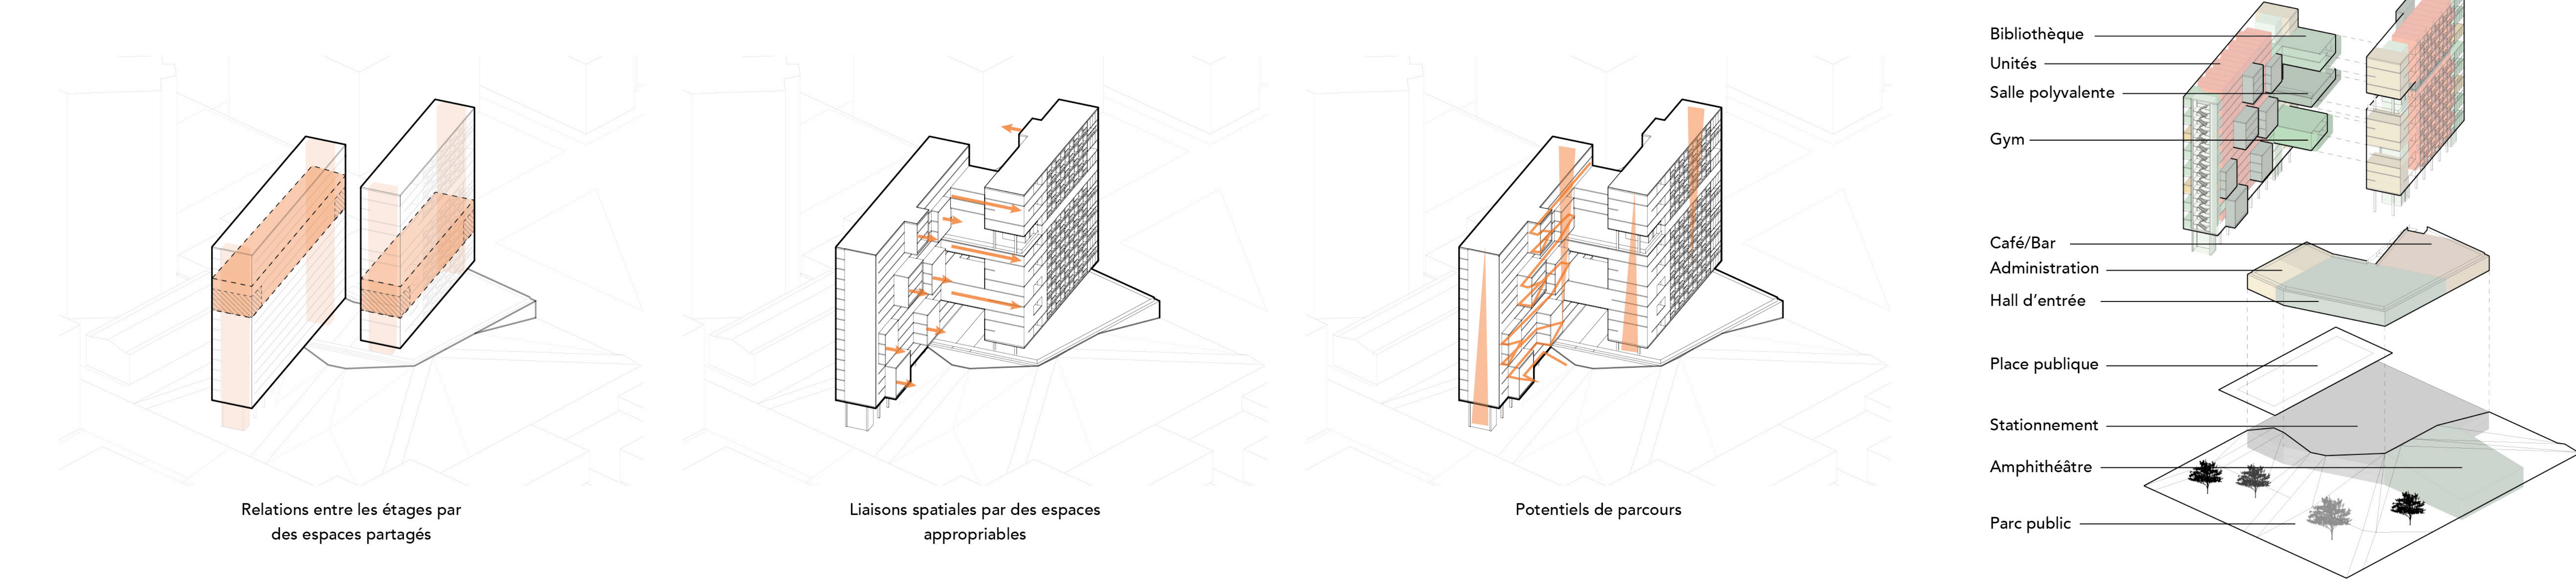 Relations entre les étages par
des espaces partagés
Liaisons spatiales par des espaces
appropriables
Potentiels de parcours
Bibliothèque
Unités
Salle polyvalente
Gym
Café/Bar
Administration
Hall d'entrée
Place publique
Stationnement
Amphithéâtre
Parc public